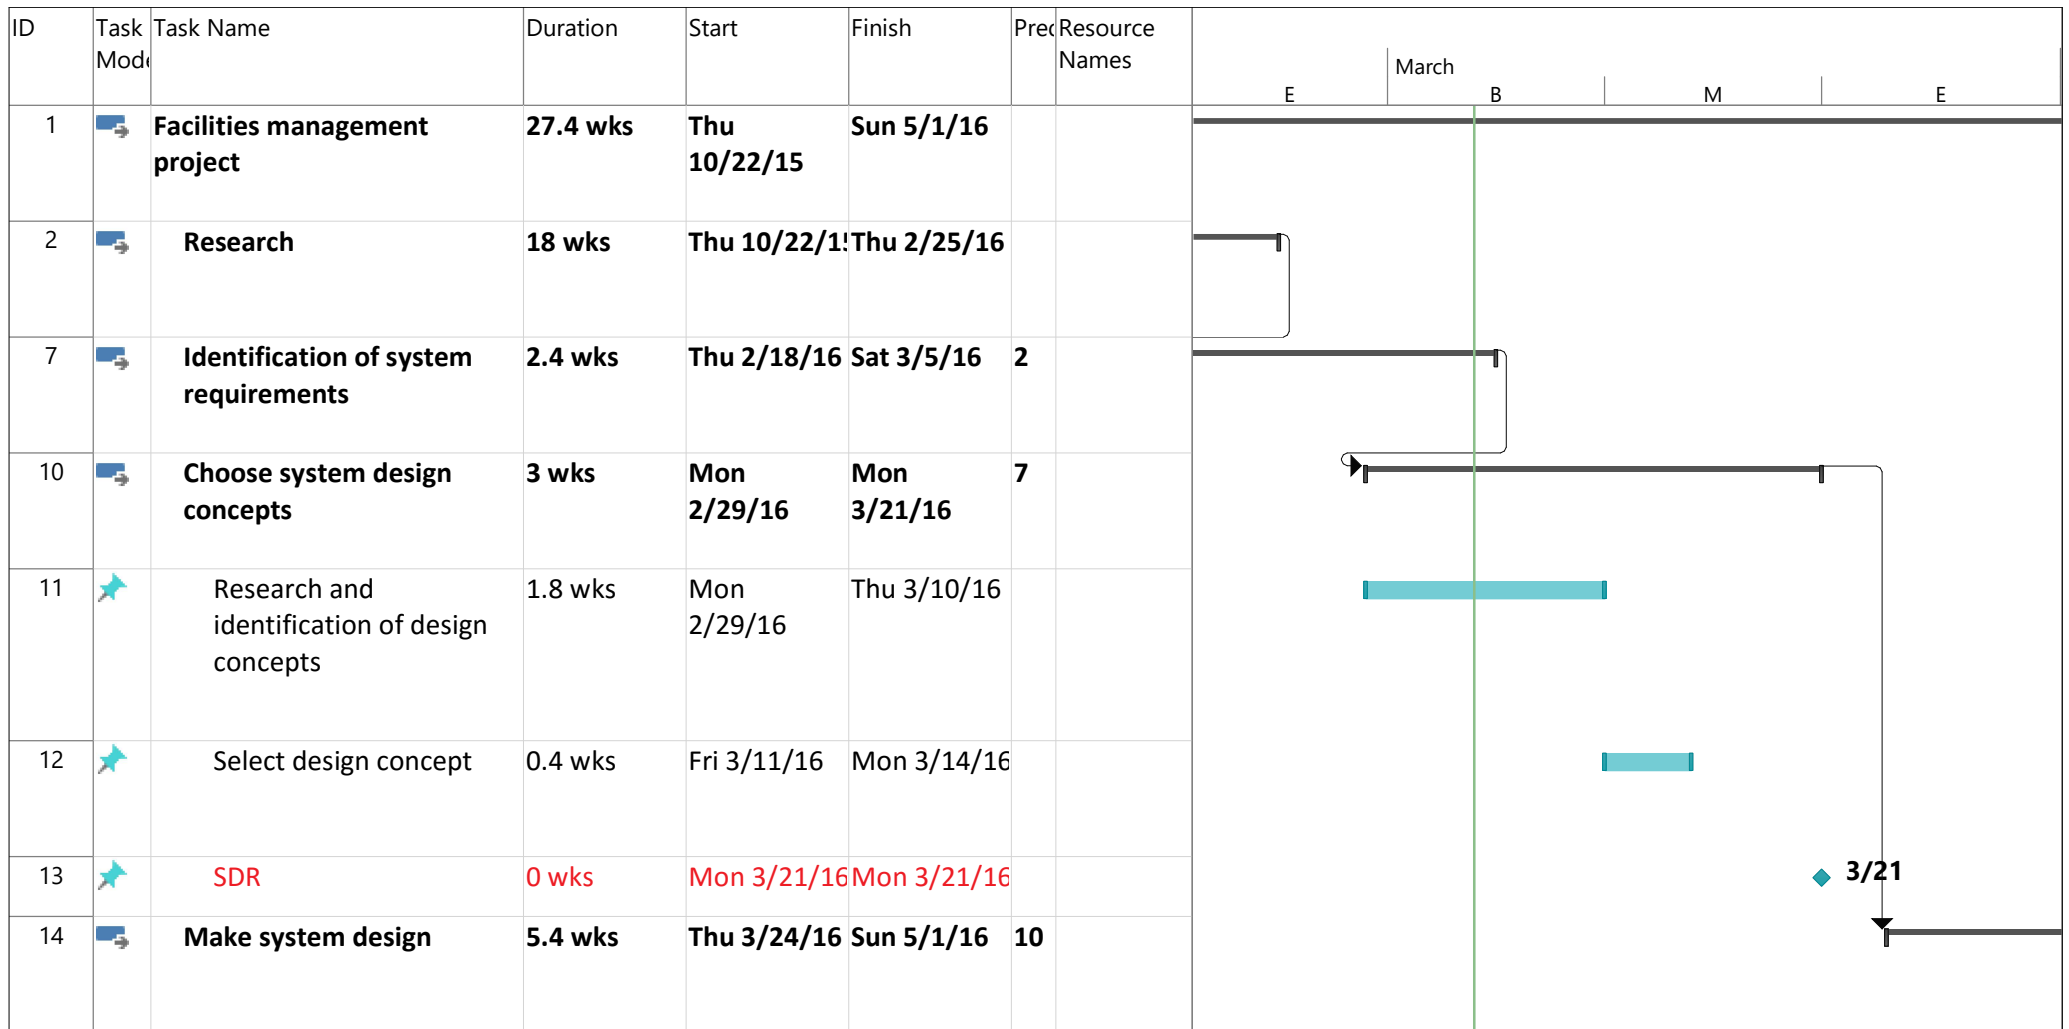 ID Task Mode Task Name Duration Start Finish Pred Resource Names
March
E B M E
1 Facilities management project 27.4 wks Thu 10/22/15 Sun 5/1/16
2 Research 18 wks Thu 10/22/15 Thu 2/25/16
7 Identification of system requirements 2.4 wks Thu 2/18/16 Sat 3/5/16 2
10 Choose system design concepts 3 wks Mon 2/29/16 Mon 3/21/16 7
11 Research and identification of design concepts 1.8 wks Mon 2/29/16 Thu 3/10/16
12 Select design concept 0.4 wks Fri 3/11/16 Mon 3/14/16
13 SDR 0 wks Mon 3/21/16 Mon 3/21/16 3/21
14 Make system design 5.4 wks Thu 3/24/16 Sun 5/1/16 10